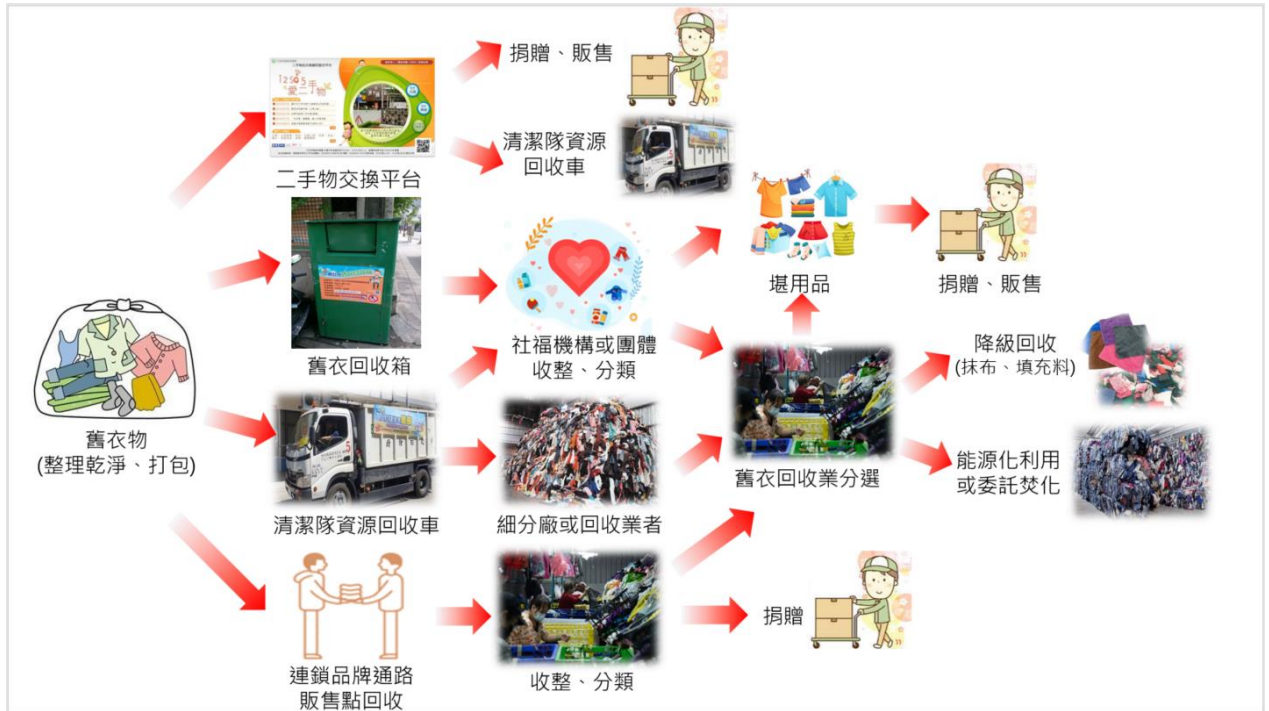 捐贈、販售
12595
愛二手物
二手物交換平台
清潔隊資源
回收車
舊衣回收箱
社福機構或團體
收整、分類
堪用品
捐贈、販售
舊衣物
(整理乾淨、打包)
清潔隊資源回收車
細分廠或回收業者
舊衣回收業分選
降級回收
(抹布、填充料)
能源化利用
或委託焚化
連鎖品牌通路
販售點回收
收整、分類
捐贈